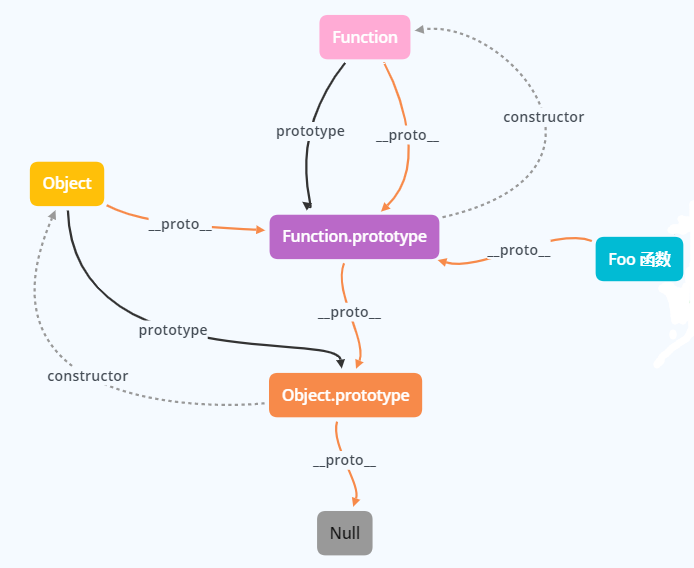 Function
prototype
__proto__
constructor
Object
__proto__
Function.prototype
__proto__
Foo 函数
__proto__
prototype
constructor
Object.prototype
__proto__
Null